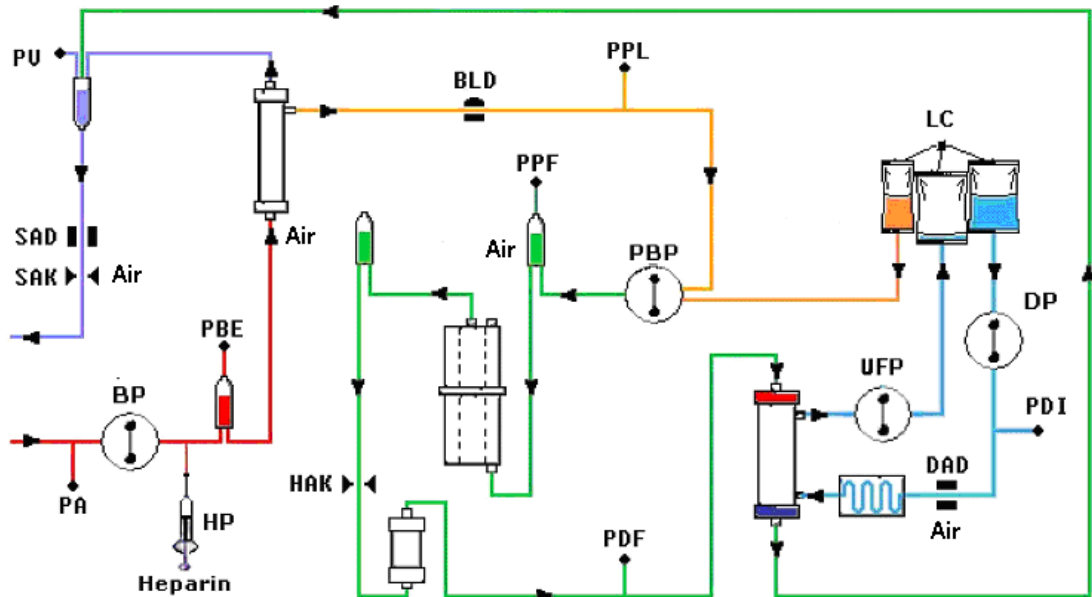 PV
BLD
PPL
LC
PPF
SAD
Air
Air
PBP
SAK
Air
DP
PBE
UFP
BP
PDI
HAK
DAD
PA
HP
PDF
Air
Heparin